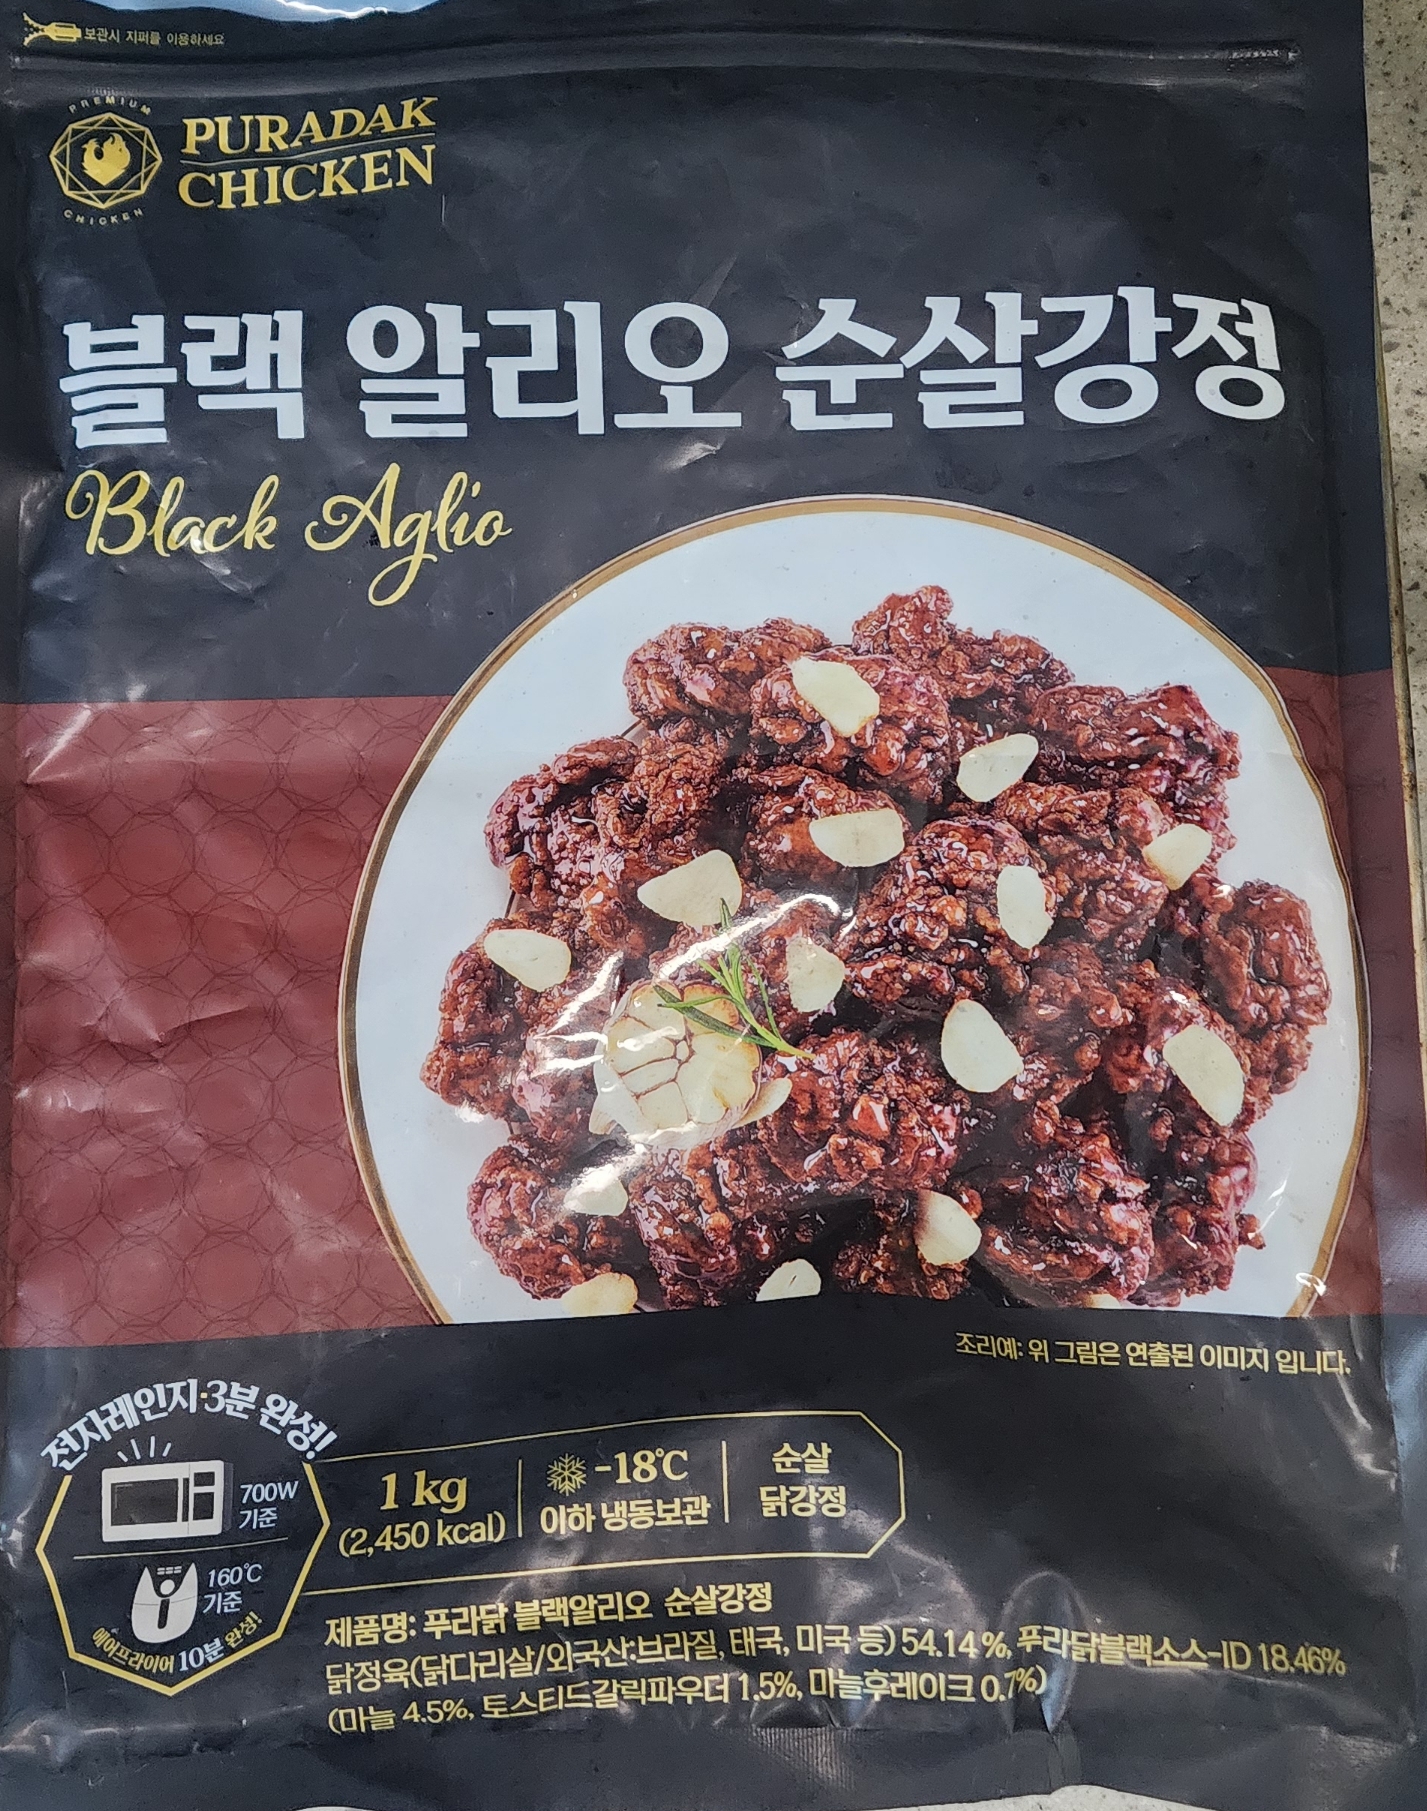 보관시 지퍼를 이용하세요
PREMIUM
CHICKEN
PURADAK
CHICKEN
블랙 알리오 순살강정
Black Aglio
조리예: 위 그림은 연출된 이미지 입니다.
전자레인지·3분 완성!
700W
기준
160℃
기준
에어프라이어 10분 완성!
1 kg
(2,450 kcal)
-18℃
이하 냉동보관
순살
닭강정
제품명: 푸라닭 블랙알리오 순살강정
닭정육(닭다리살/외국산:브라질, 태국, 미국 등) 54.14%, 푸라닭블랙소스-ID 18.46%
(마늘 4.5%, 토스티드갈릭파우더 1.5%, 마늘후레이크 0.7%)